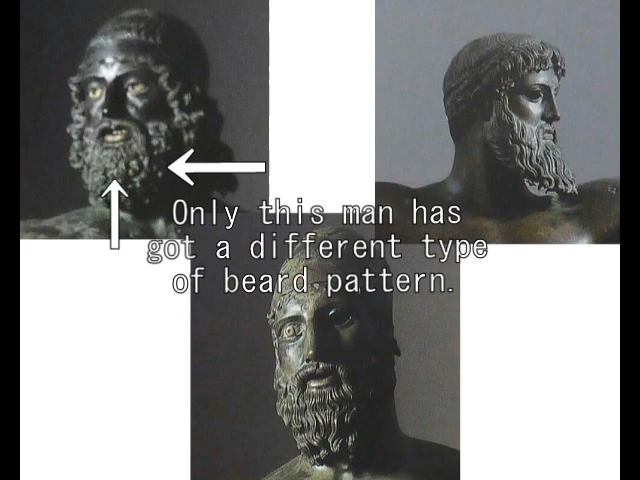 Only this man has
got a different type
of beard pattern.